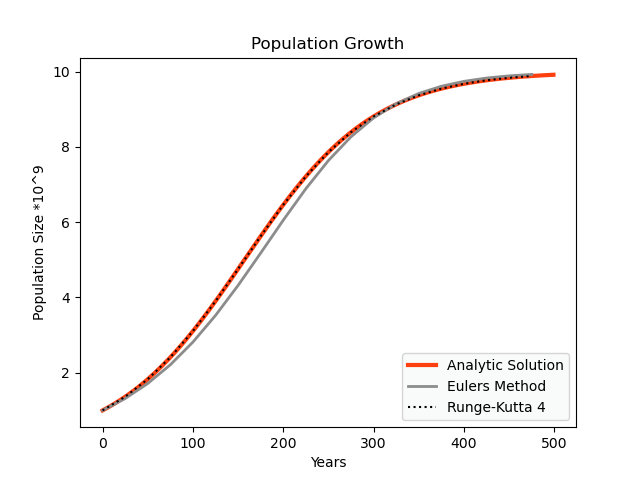 Population Growth
Population Size *10^9
10
8
6
4
2
0 100 200 300 400 500
Years
Analytic Solution
Eulers Method
Runge-Kutta 4